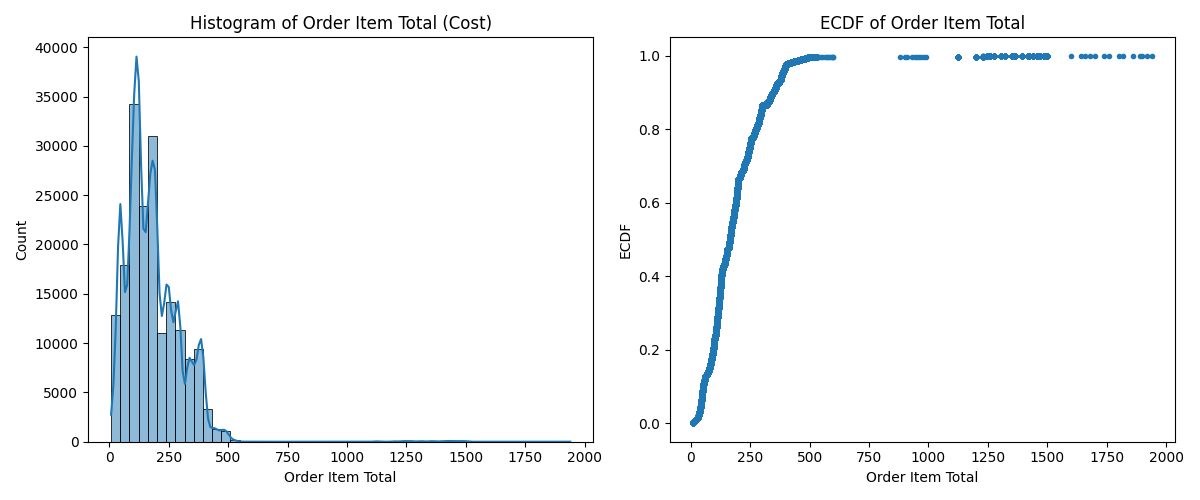 Histogram of Order Item Total (Cost)
40000
35000
30000
25000
20000
15000
10000
5000
0
Count
0 250 500 750 1000 1250 1500 1750 2000
Order Item Total
ECDF of Order Item Total
1.0
0.8
0.6
0.4
0.2
0.0
ECDF
0 250 500 750 1000 1250 1500 1750 2000
Order Item Total